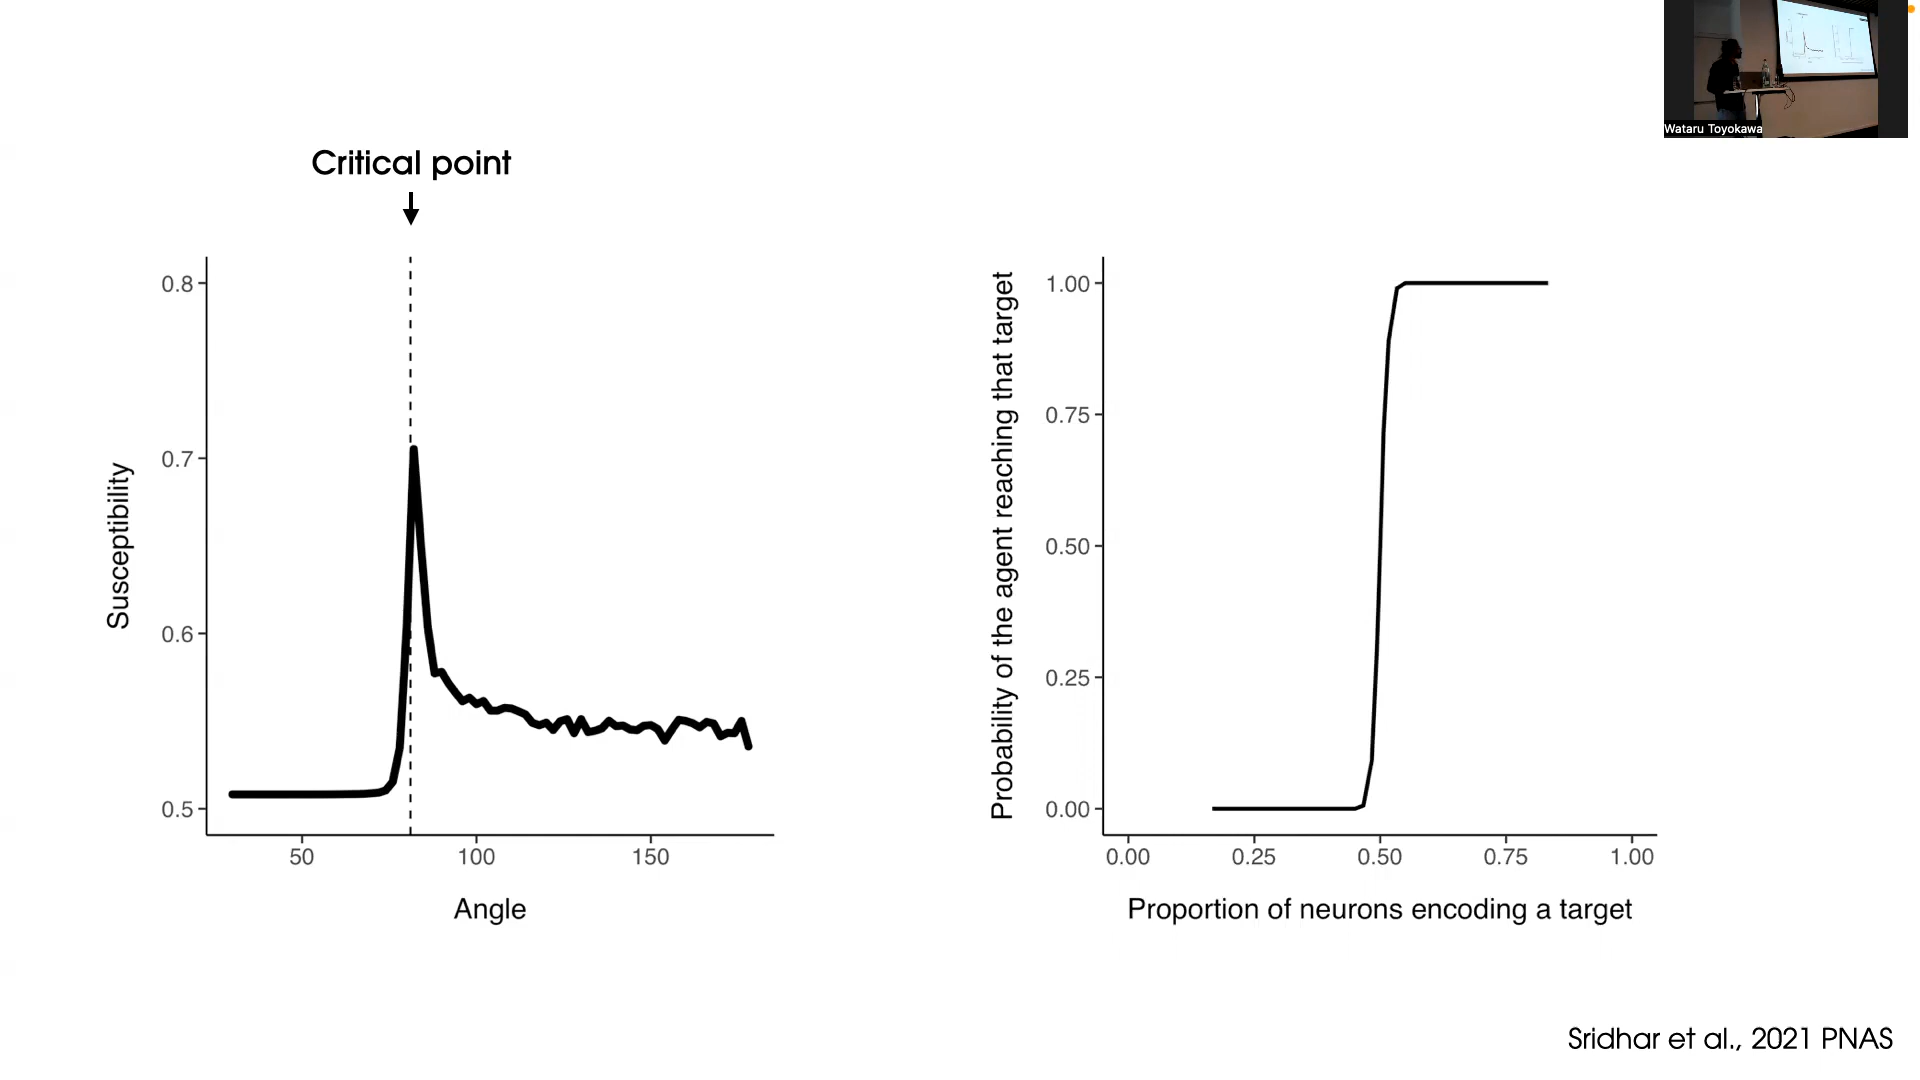 Wataru Toyokawa
Critical point
0.8
0.7
0.6
0.5
Susceptibility
50 100 150
Angle
1.00
0.75
0.50
0.25
0.00
Probability of the agent reaching that target
0.00 0.25 0.50 0.75 1.00
Proportion of neurons encoding a target
Sridhar et al., 2021 PNAS